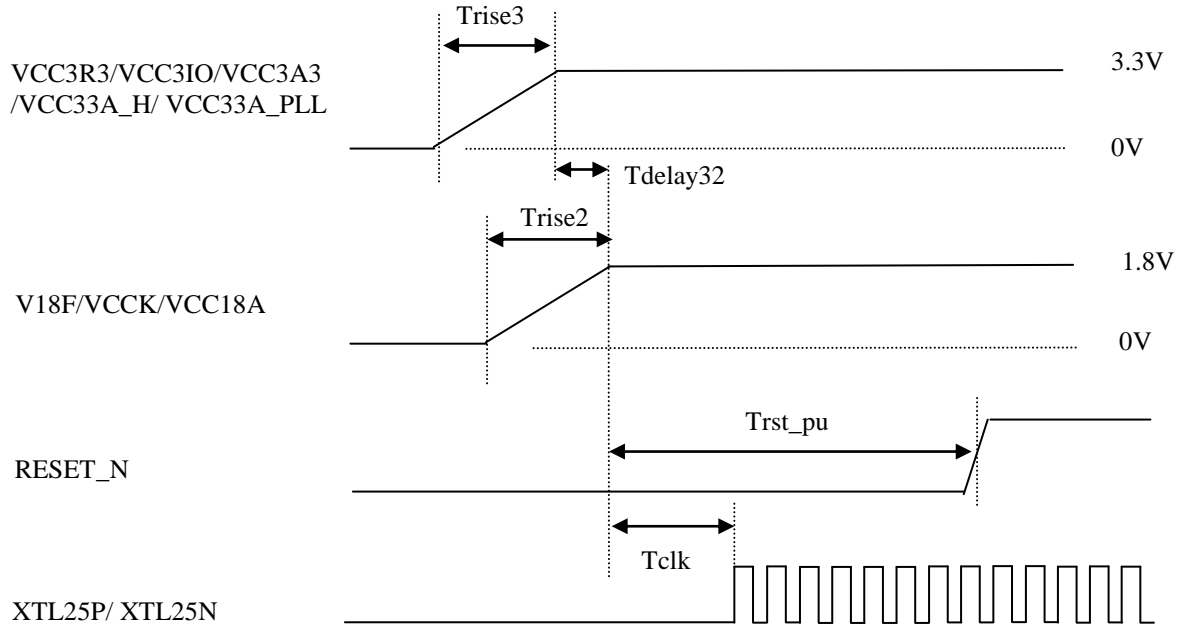 Trise3
VCC3R3/VCC3IO/VCC3A3
/VCC33A_H/ VCC33A_PLL
3.3V
0V
Tdelay32
Trise2
1.8V
V18F/VCCK/VCC18A
0V
Trst_pu
RESET_N
Tclk
XTL25P/ XTL25N